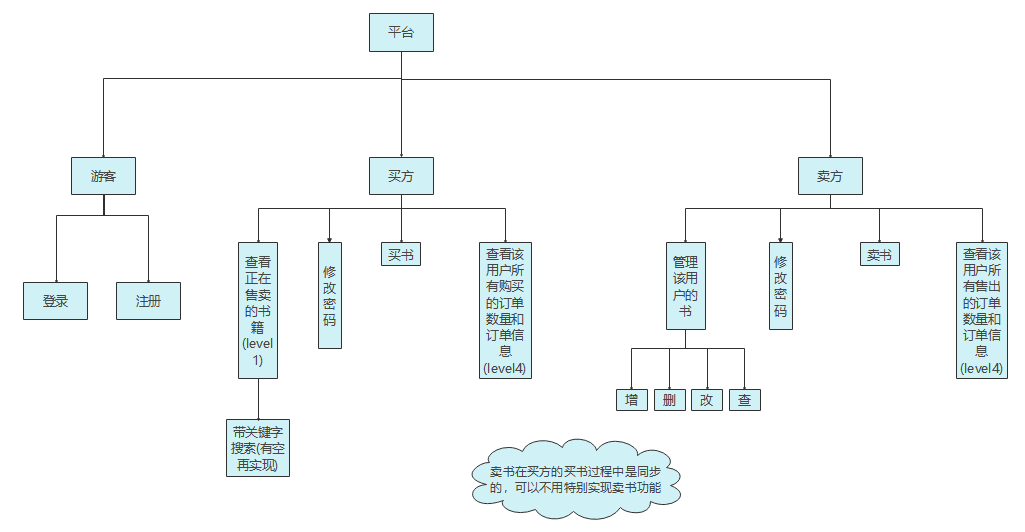 平台
游客
买方
卖方
登录
注册
查看
正在
售卖
的书
籍
(level
1)
修
改
密
码
买书
查看该
用户所
有购买
的订单
数量和
订单信
息
(level4)
管理
该用
户的
书
修
改
密
码
卖书
查看该
用户所
有售出
的订单
数量和
订单信
息
(level4)
带关键字
搜索(有空
再实现)
增
删
改
查
卖书在买方的买书过程中是同步
的，可以不用特别实现卖书功能